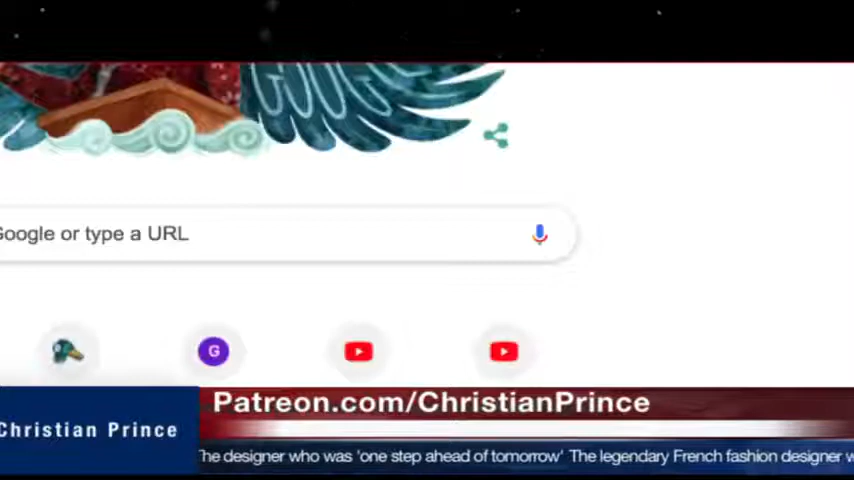 GOOGL
Google or type a URL
G
Patreon.com/ChristianPrince
Christian Prince
The designer who was 'one step ahead of tomorrow' The legendary French fashion designer w